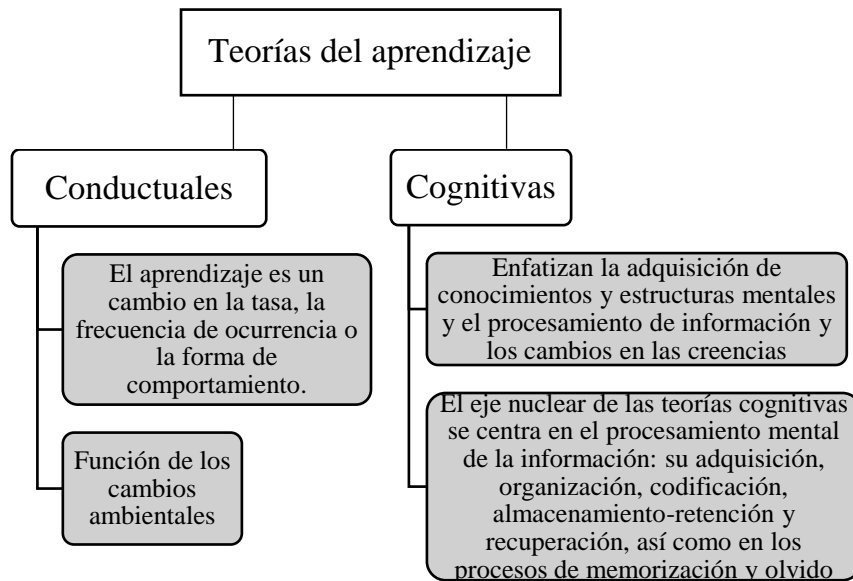 Teorías del aprendizaje
Conductuales
El aprendizaje es un
cambio en la tasa, la
frecuencia de ocurrencia o
la forma de
comportamiento.
Función de los
cambios
ambientales
Cognitivas
Enfatizan la adquisición de
conocimientos y estructuras mentales
y el procesamiento de información y
los cambios en las creencias
El eje nuclear de las teorías cognitivas
se centra en el procesamiento mental
de la información: su adquisición,
organización, codificación,
almacenamiento-retención y
recuperación, así como en los
procesos de memorización y olvido